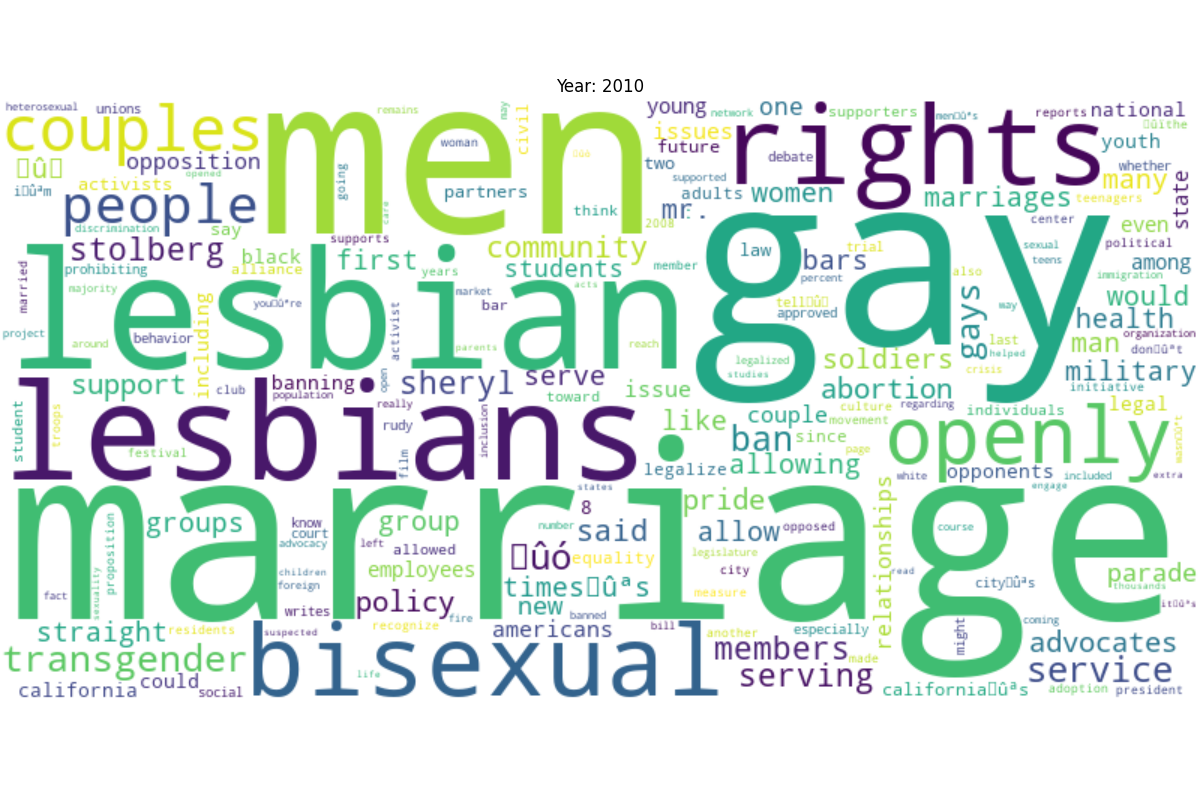 Year: 2010
heterosexual unions
couples
men
remains
may
civil
young
network
one
supporters
men�ûªs
reports national
�ûïthe
woman
issues
future
rights
youth
�û�
opposition
opened
i�ûªm
activists
going
care
partners
think
two
supported
debate
adults women
whether
many
teenagers
state
marriages
people
discrimination
say
2008
mr.
center
even
stolberg
black
supports
first
community
students
member
gay
law
bars
trial
sexual
teens
political
among
prohibiting
alliance
years
majority
married
lesbian
you�ûªre
market
bar
acts
percent
also
immigration
tell�ûï
approved
way
would
project
around
behavior
including
activist
parents
reach
legalized
studies
soldiers
gays
last
helped
health
man
organization
don�ûªt
support
club
banning
population
open
sheryl serve
toward
issue
abortion
crisis
military
initiative
student
troops
lesbians
really
rudy
inclusion
film
festival
like
couple
culture
movement
regarding
individuals
legal
wasn�ûªt
ban
since
page
openly
legalize allowing
white
opponents
included
extra
engage
marriage
states
8
pride
relationships
groups
know
court
advocacy
group
left
allowed
number
said
allow
opposed
course
proposition
sexuality
�ûó
equality
legislature
city
employees
children
foreign
times�ûªs
measure
read
city�ûªs
parade
thousands
fact
writes
policy
new
banned
it�ûªs
straight
residents
suspected
recognize
fire
americans
bill
another
especially
might
coming
transgender
bisexual
life
members
made
advocates
california
could
social
serving
service
california�ûªs
adoption president